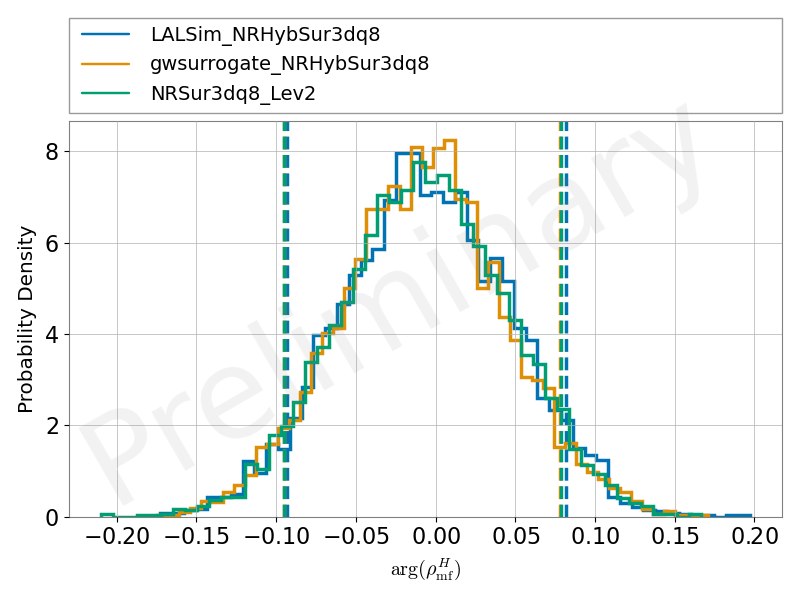 LALSim_NRHybSur3dq8
gwsurrogate_NRHybSur3dq8
NRSur3dq8_Lev2
Preliminary
Probability Density
8
6
4
2
0
−0.20 −0.15 −0.10 −0.05 0.00 0.05 0.10 0.15 0.20
arg(ρ_mf^H)